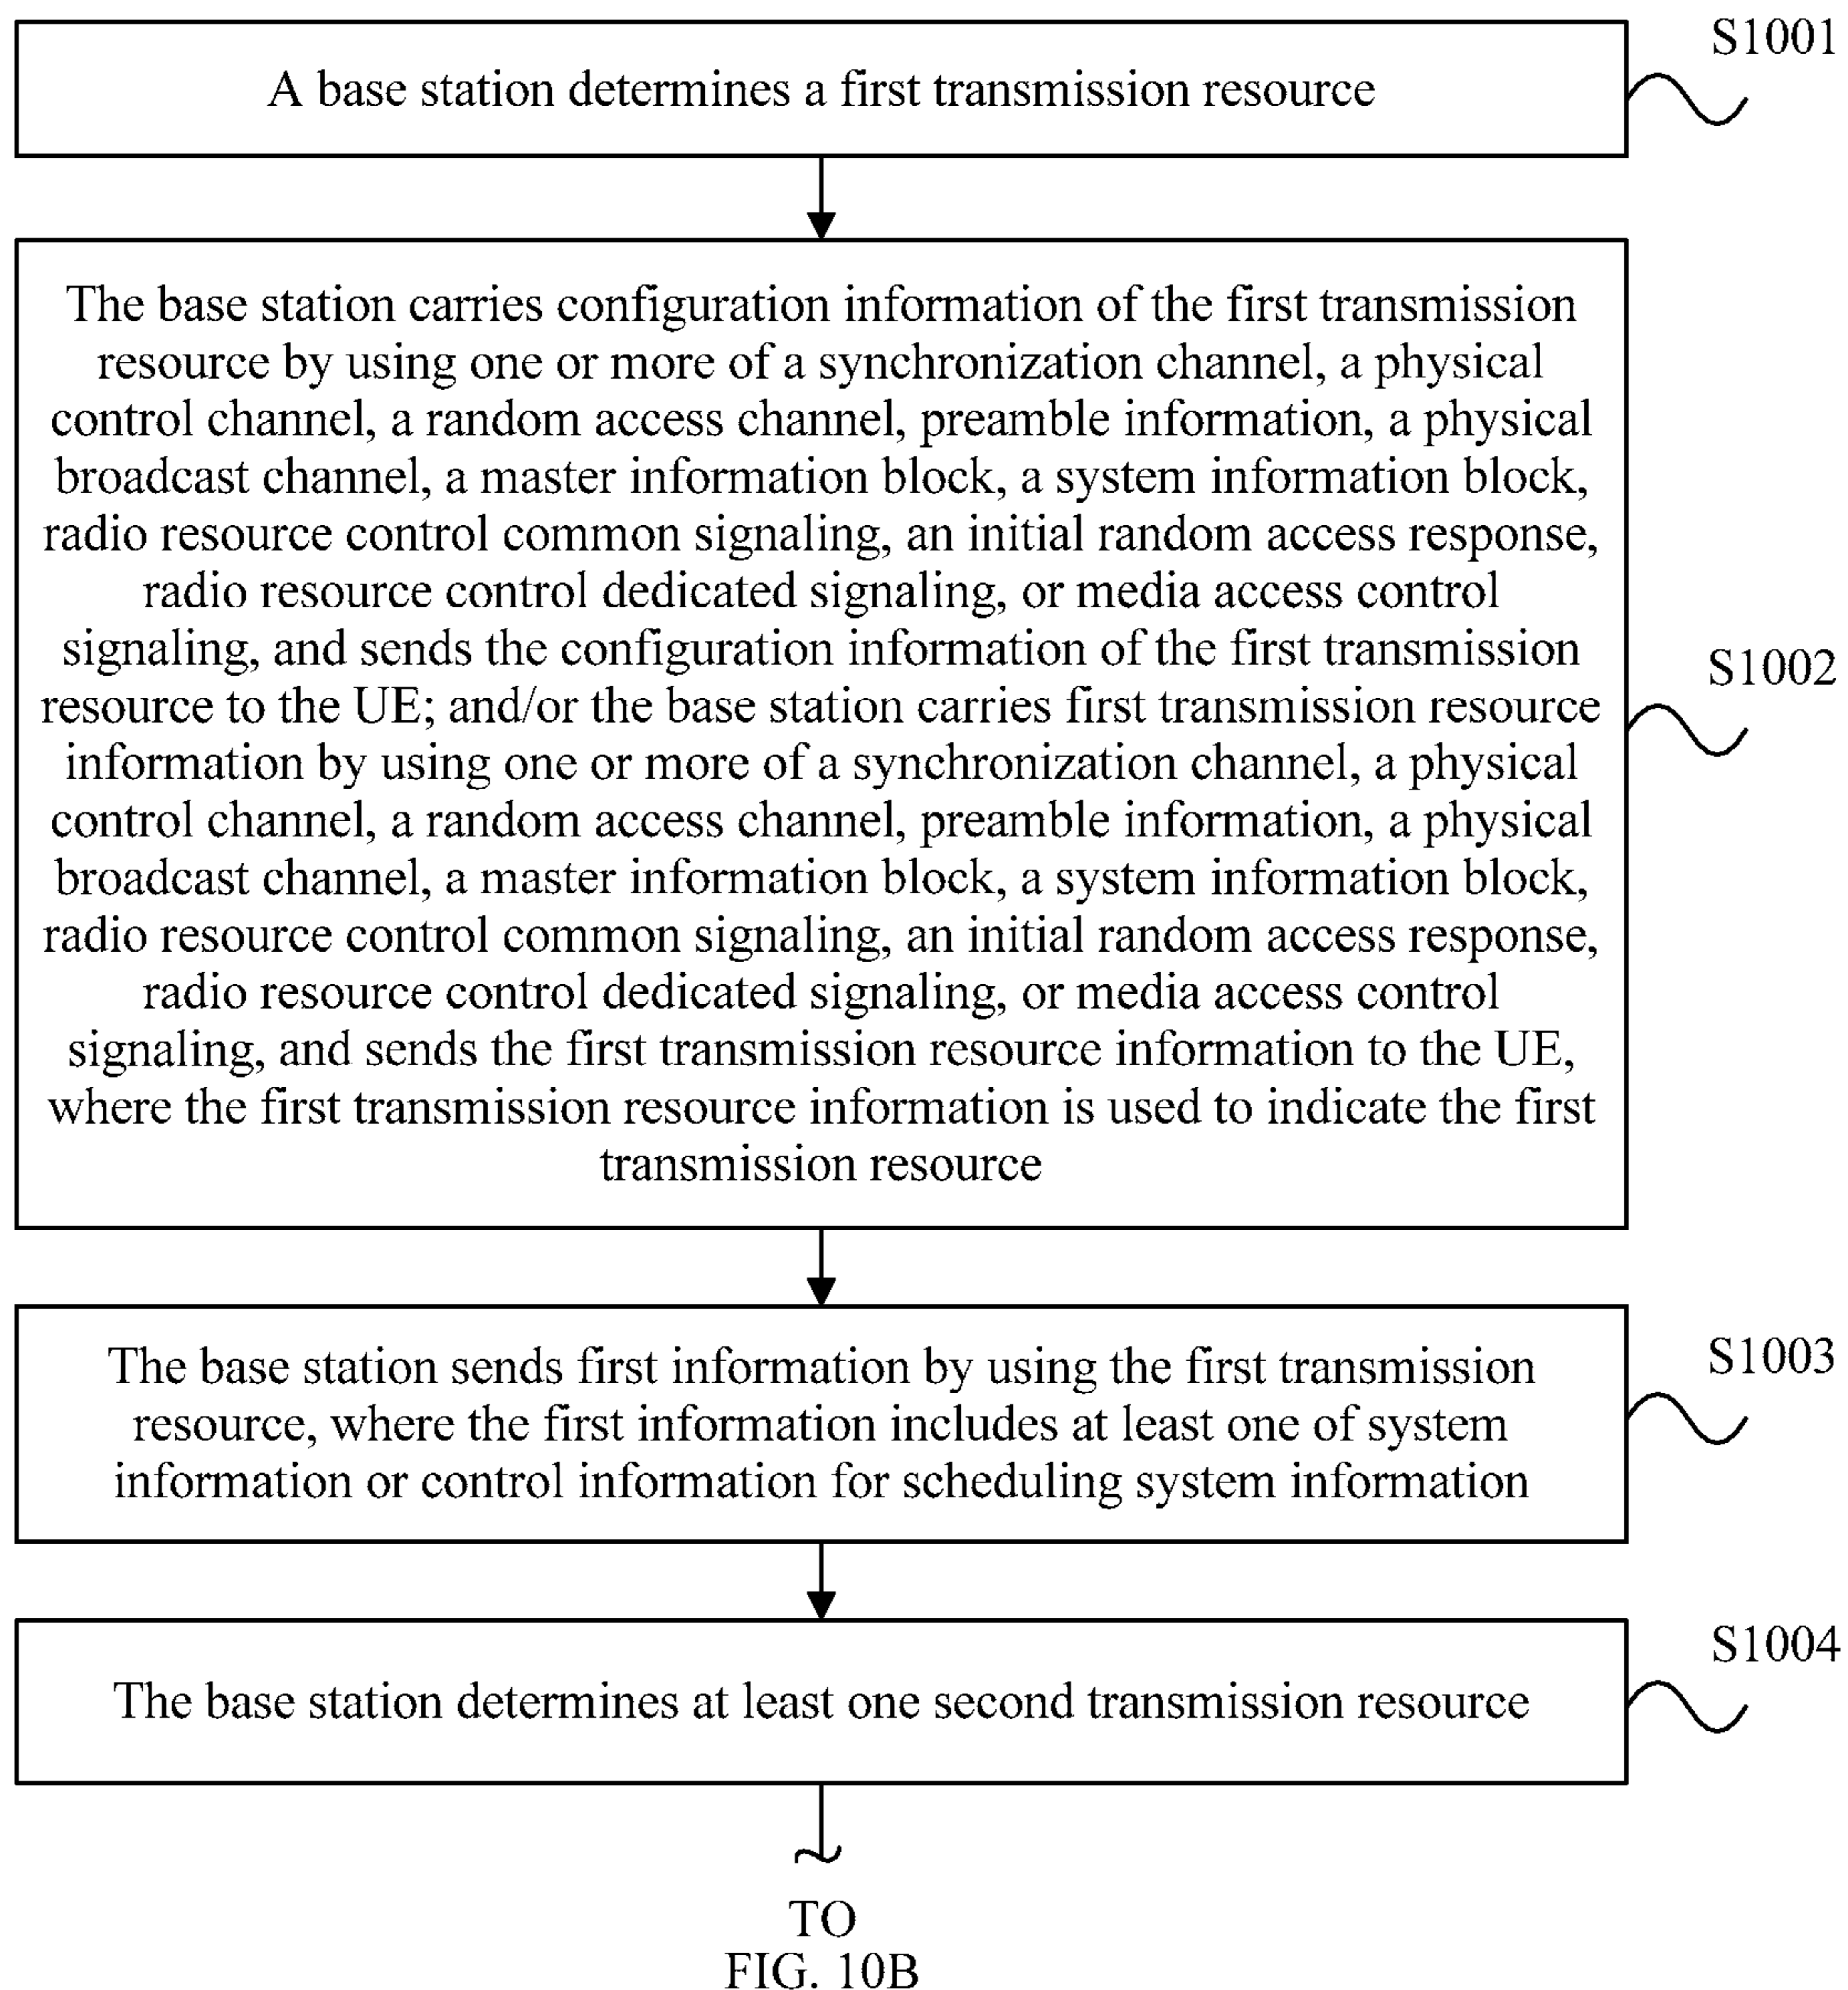 S1001
A base station determines a first transmission resource
The base station carries configuration information of the first transmission
resource by using one or more of a synchronization channel, a physical
control channel, a random access channel, preamble information, a physical
broadcast channel, a master information block, a system information block,
radio resource control common signaling, an initial random access response,
radio resource control dedicated signaling, or media access control
signaling, and sends the configuration information of the first transmission
resource to the UE; and/or the base station carries first transmission resource
information by using one or more of a synchronization channel, a physical
control channel, a random access channel, preamble information, a physical
broadcast channel, a master information block, a system information block,
radio resource control common signaling, an initial random access response,
radio resource control dedicated signaling, or media access control
signaling, and sends the first transmission resource information to the UE,
where the first transmission resource information is used to indicate the first
transmission resource
S1002
The base station sends first information by using the first transmission
resource, where the first information includes at least one of system
information or control information for scheduling system information
S1003
The base station determines at least one second transmission resource
S1004
TO
FIG. 10B